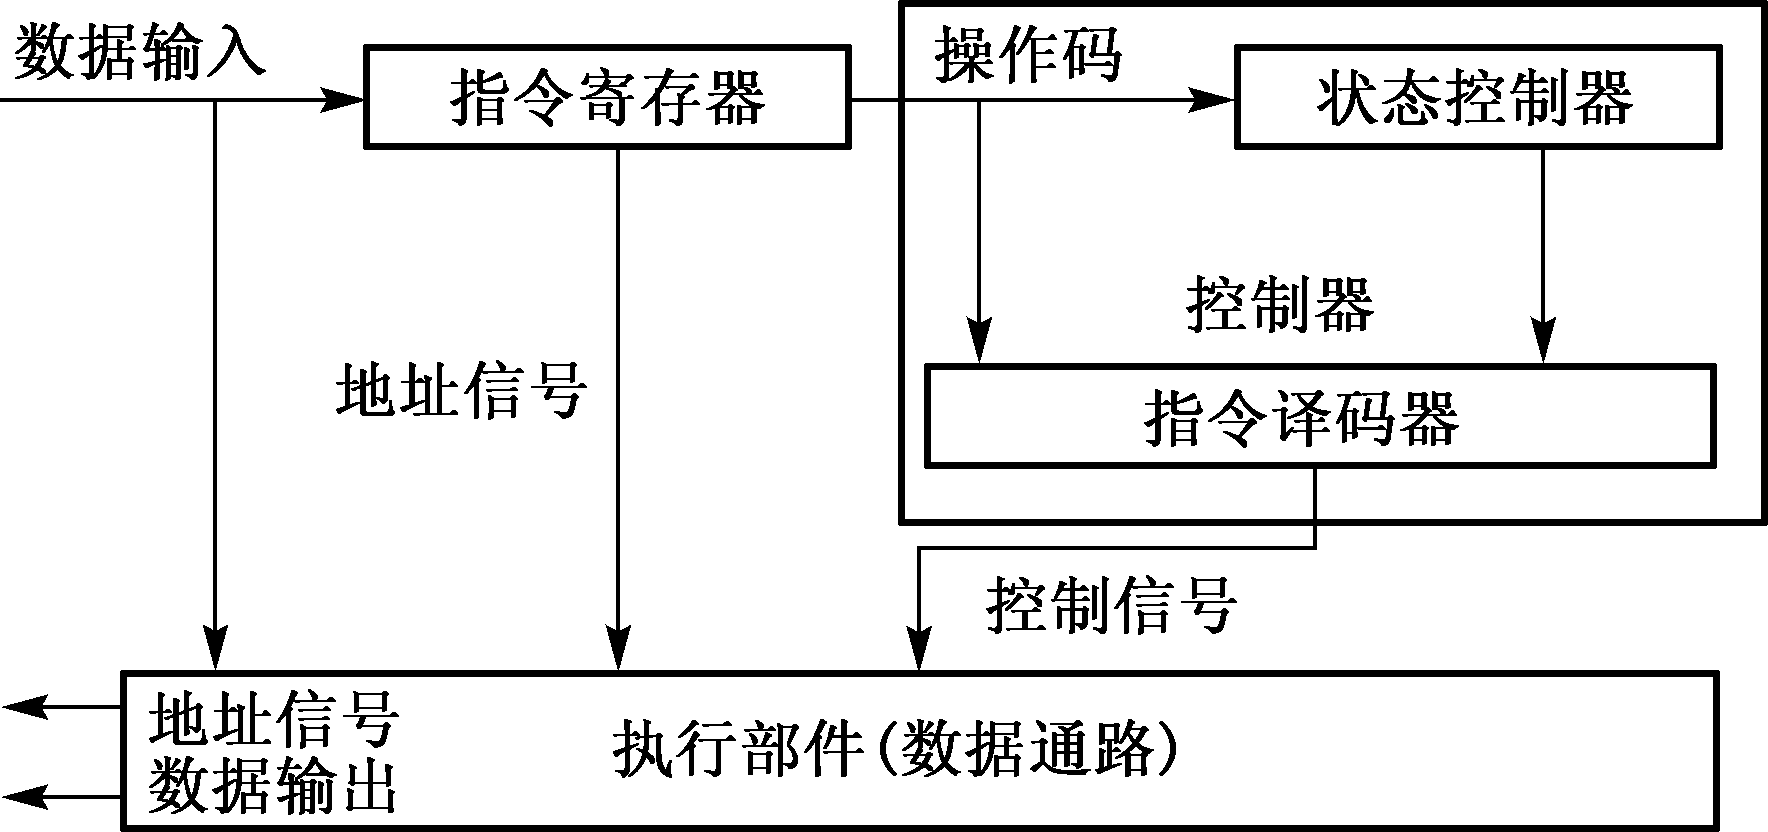 数据输入
指令寄存器
操作码
状态控制器
控制器
地址信号
指令译码器
控制信号
地址信号
执行部件(数据通路)
数据输出